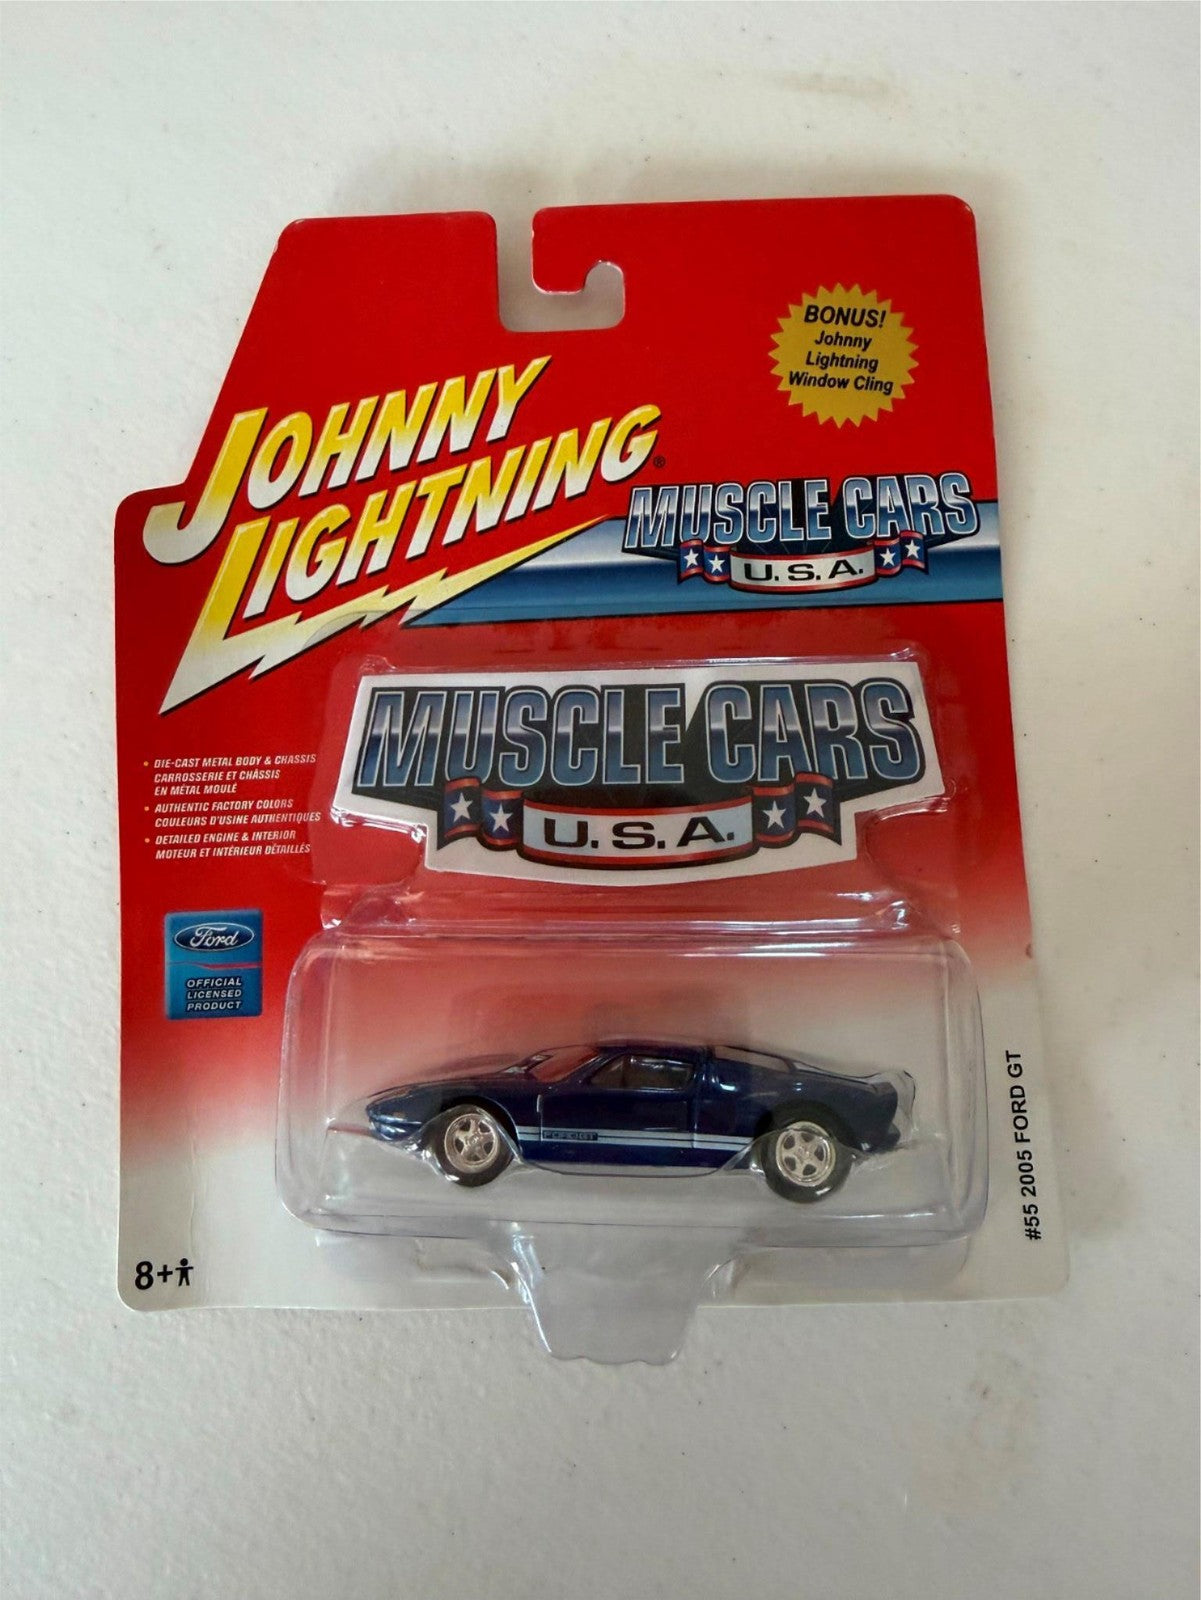 BONUS!
Johnny
Lightning
Window Cling
JOHNNY
LIGHTNING®
MUSCLE CARS
U.S.A.
MUSCLE CARS
U.S.A.
• DIE-CAST METAL BODY & CHASSIS
CARROSSERIE ET CHÂSSIS
EN MÉTAL MOULÉ
• AUTHENTIC FACTORY COLORS
COULEURS D'USINE AUTHENTIQUES
• DETAILED ENGINE & INTERIOR
MOTEUR ET INTÉRIEUR DÉTAILLÉS
Ford
OFFICIAL
LICENSED
PRODUCT
FORD GT
#55 2005 FORD GT
8+